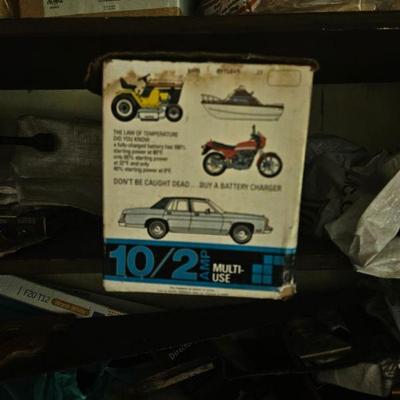 THE LAW OF TEMPERATURE
DID YOU KNOW
a fully charged battery has 100%
starting power at 80°F
only 65% starting power
at 32°F and only
40% starting power at 0°F
DON'T BE CAUGHT DEAD ... BUY A BATTERY CHARGER
10/2 AMP
MULTI-
USE
F20 T12